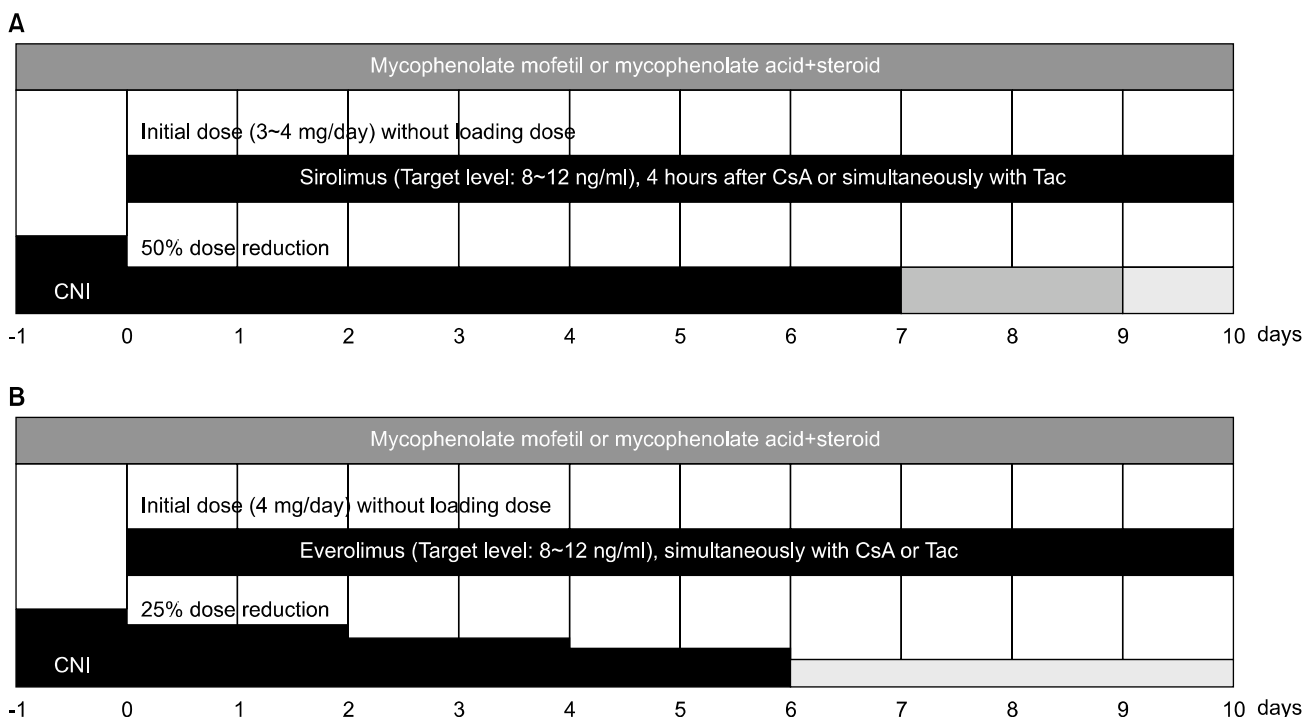 A
Mycophenolate mofetil or mycophenolate acid+steroid
Initial dose (3~4 mg/day) without loading dose
Sirolimus (Target level: 8~12 ng/ml), 4 hours after CsA or simultaneously with Tac
50% dose reduction
CNI
-1 0 1 2 3 4 5 6 7 8 9 10 days
B
Mycophenolate mofetil or mycophenolate acid+steroid
Initial dose (4 mg/day) without loading dose
Everolimus (Target level: 8~12 ng/ml), simultaneously with CsA or Tac
25% dose reduction
CNI
-1 0 1 2 3 4 5 6 7 8 9 10 days